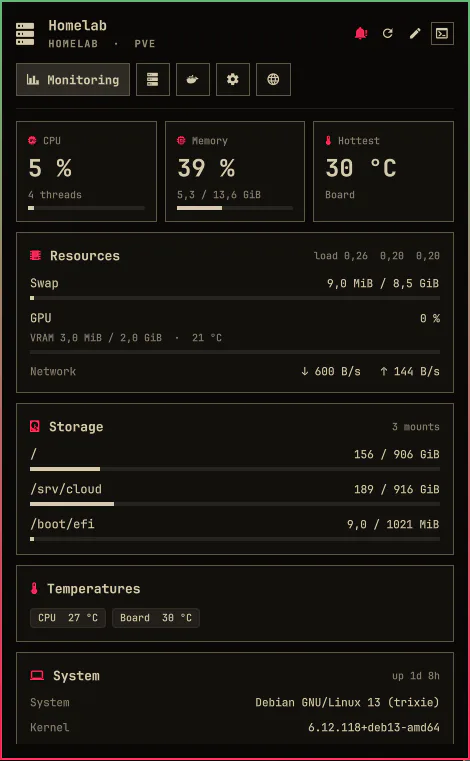 Homelab
HOMELAB · PVE
Monitoring
CPU
5 %
4 threads
Memory
39 %
5,3 / 13,6 GiB
Hottest
30 °C
Board
Resources
load 0,26 0,20 0,20
Swap 9,0 MiB / 8,5 GiB
GPU 0 %
VRAM 3,0 MiB / 2,0 GiB · 21 °C
Network ↓ 600 B/s ↑ 144 B/s
Storage 3 mounts
/ 156 / 906 GiB
/srv/cloud 189 / 916 GiB
/boot/efi 9,0 / 1021 MiB
Temperatures
CPU 27 °C Board 30 °C
System up 1d 8h
System Debian GNU/Linux 13 (trixie)
Kernel 6.12.118+deb13-amd64